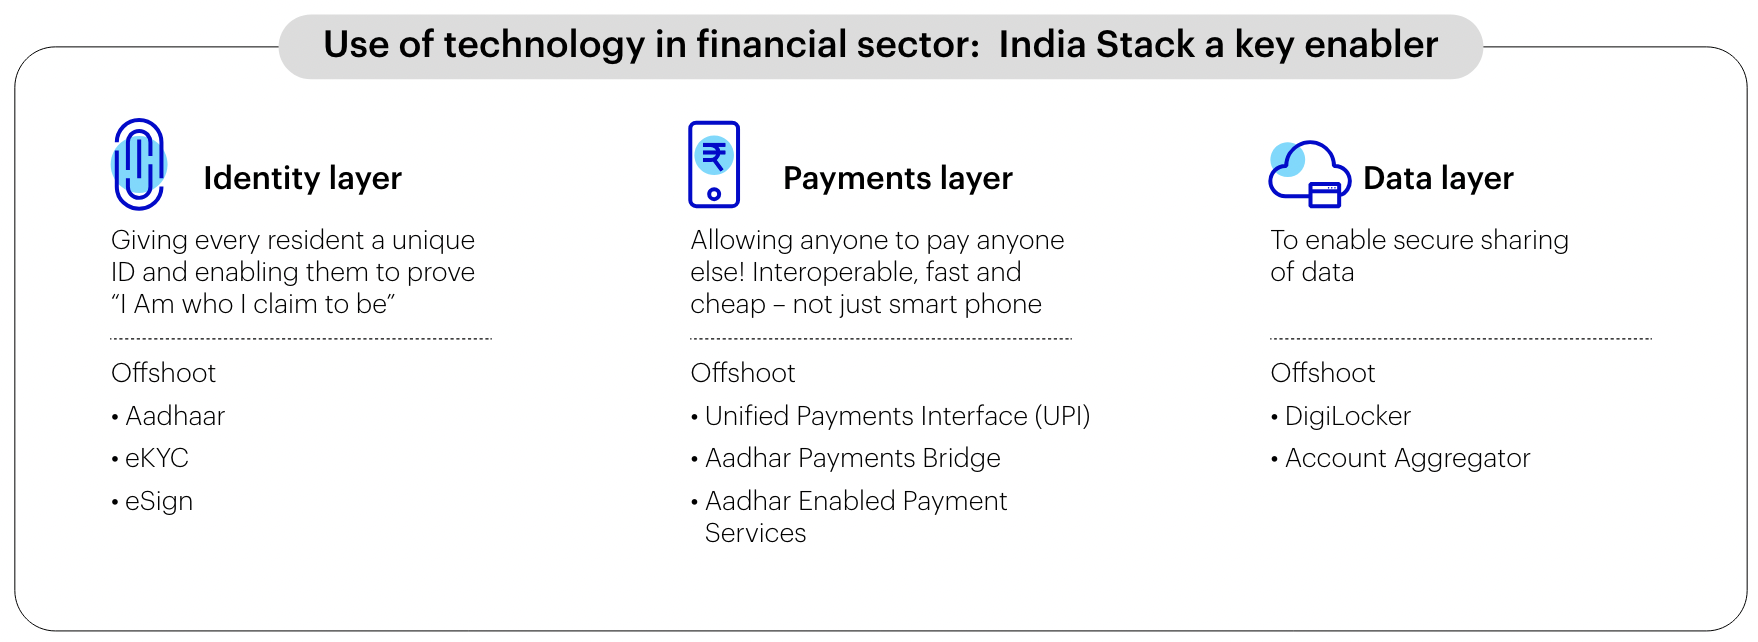 Use of technology in financial sector:  India Stack a key enabler
Identity layer
Giving every resident a unique
ID and enabling them to prove
“I Am who I claim to be”
Offshoot
• Aadhaar
• eKYC
• eSign
₹
Payments layer
Allowing anyone to pay anyone
else! Interoperable, fast and
cheap – not just smart phone
Offshoot
• Unified Payments Interface (UPI)
• Aadhar Payments Bridge
• Aadhar Enabled Payment
Services
Data layer
To enable secure sharing
of data
Offshoot
• DigiLocker
• Account Aggregator